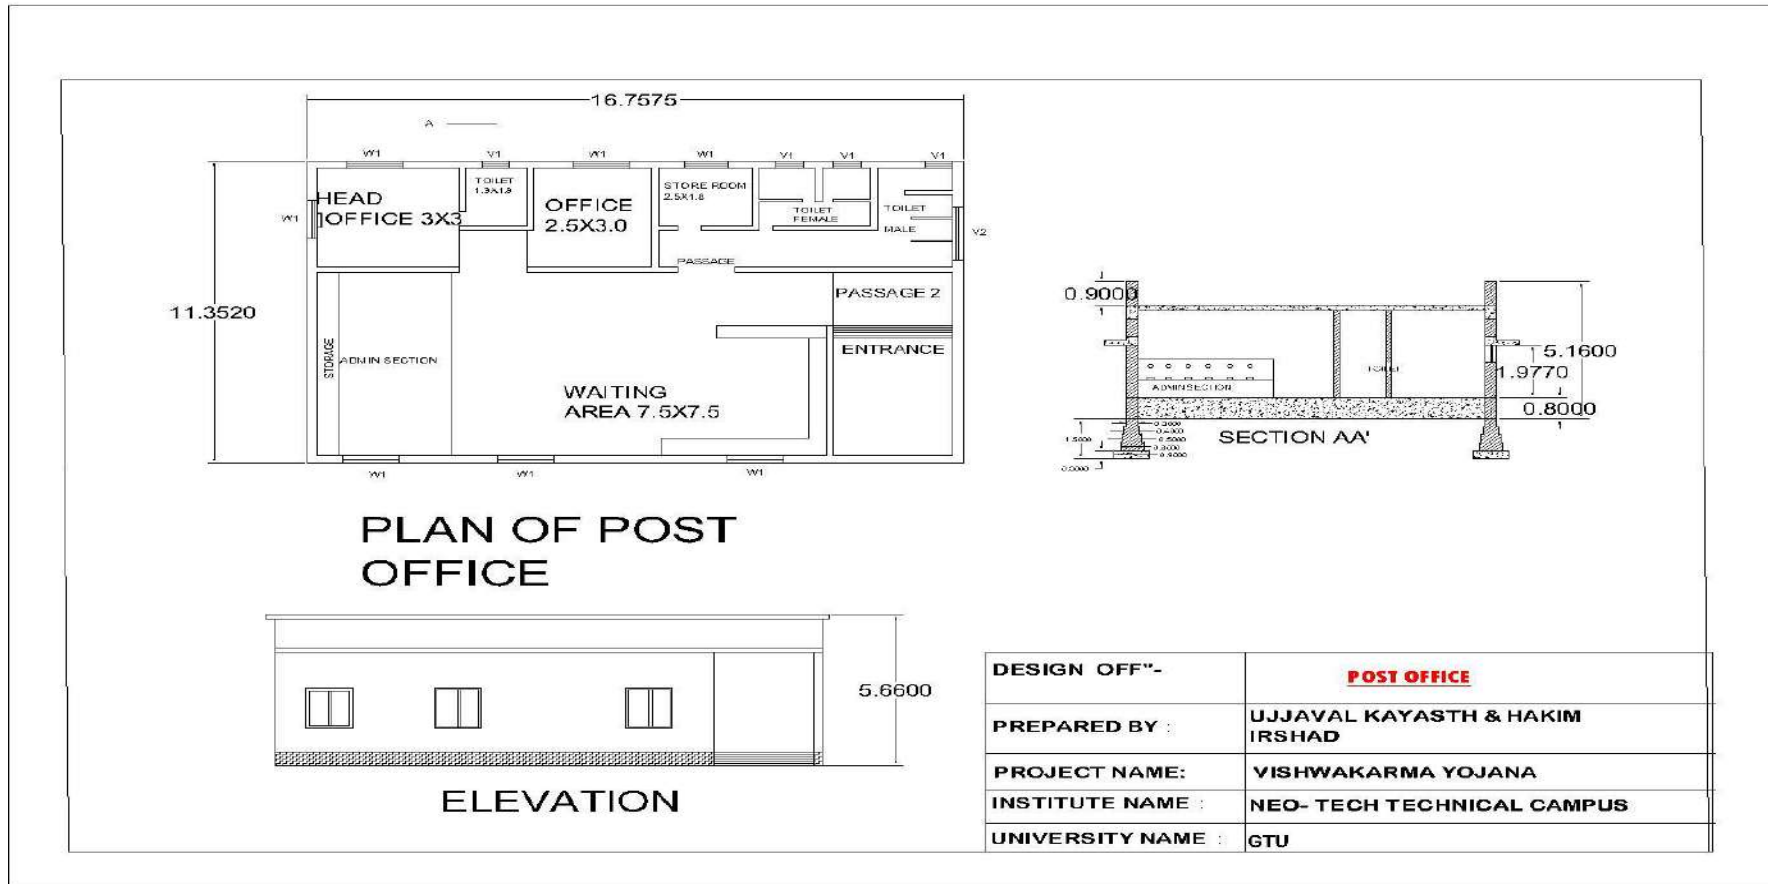 16.7575
A
W1
V1
W1
W1
V1
V1
V1
HEAD
]OFFICE 3X3
TOILET
OFFICE
2.5X3.0
STORE ROOM
2.5X1.8
TOILET
FEMALE
TOILET
MALE
W1
V2
PASSAGE
PASSAGE 2
11.3520
ENTRANCE
STORAGE
ADMIN SECTION
WAITING
AREA 7.5X7.5
W1
W1
W1
PLAN OF POST
OFFICE
0.9000
5.1600
1.9770
TOILET
ADMIN SECTION
0.8000
SECTION AA'
1.5000
5.6600
ELEVATION
DESIGN OFF"-
POST OFFICE
PREPARED BY :
UJJAVAL KAYASTH & HAKIM
IRSHAD
PROJECT NAME:
VISHWAKARMA YOJANA
INSTITUTE NAME :
NEO- TECH TECHNICAL CAMPUS
UNIVERSITY NAME :
GTU